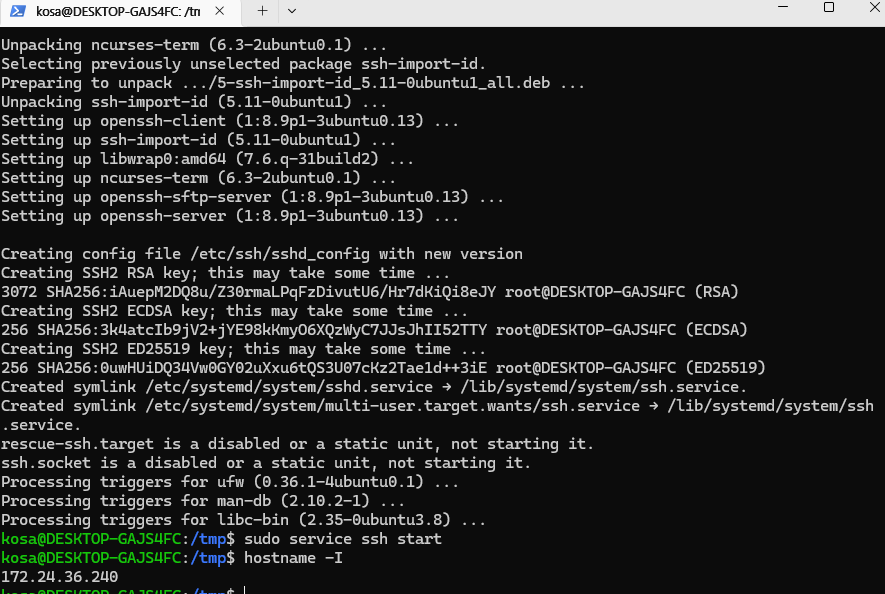 kosa@DESKTOP-GAJS4FC: /tn
Unpacking ncurses-term (6.3-2ubuntu0.1) ...
Selecting previously unselected package ssh-import-id.
Preparing to unpack .../5-ssh-import-id_5.11-0ubuntu1_all.deb ...
Unpacking ssh-import-id (5.11-0ubuntu1) ...
Setting up openssh-client (1:8.9p1-3ubuntu0.13) ...
Setting up ssh-import-id (5.11-0ubuntu1) ...
Setting up libwrap0:amd64 (7.6.q-31build2) ...
Setting up ncurses-term (6.3-2ubuntu0.1) ...
Setting up openssh-sftp-server (1:8.9p1-3ubuntu0.13) ...
Setting up openssh-server (1:8.9p1-3ubuntu0.13) ...
Creating config file /etc/ssh/sshd_config with new version
Creating SSH2 RSA key; this may take some time ...
3072 SHA256:iAuepM2DQ8u/Z30rmaLPqFzDivutU6/Hr7dKiQi8eJY root@DESKTOP-GAJS4FC (RSA)
Creating SSH2 ECDSA key; this may take some time ...
256 SHA256:3k4atcIb9jV2+jYE98kKmyO6XQzWyC7JJsJhII52TTY root@DESKTOP-GAJS4FC (ECDSA)
Creating SSH2 ED25519 key; this may take some time ...
256 SHA256:0uwHUiDQ34Vw0GY02uXxu6tQS3U07cKz2Tae1d++3iE root@DESKTOP-GAJS4FC (ED25519)
Created symlink /etc/systemd/system/sshd.service → /lib/systemd/system/ssh.service.
Created symlink /etc/systemd/system/multi-user.target.wants/ssh.service → /lib/systemd/system/ssh
.service.
rescue-ssh.target is a disabled or a static unit, not starting it.
ssh.socket is a disabled or a static unit, not starting it.
Processing triggers for ufw (0.36.1-4ubuntu0.1) ...
Processing triggers for man-db (2.10.2-1) ...
Processing triggers for libc-bin (2.35-0ubuntu3.8) ...
kosa@DESKTOP-GAJS4FC:/tmp$ sudo service ssh start
kosa@DESKTOP-GAJS4FC:/tmp$ hostname -I
172.24.36.240
kosa@DESKTOP-GAJS4FC:/tmp$